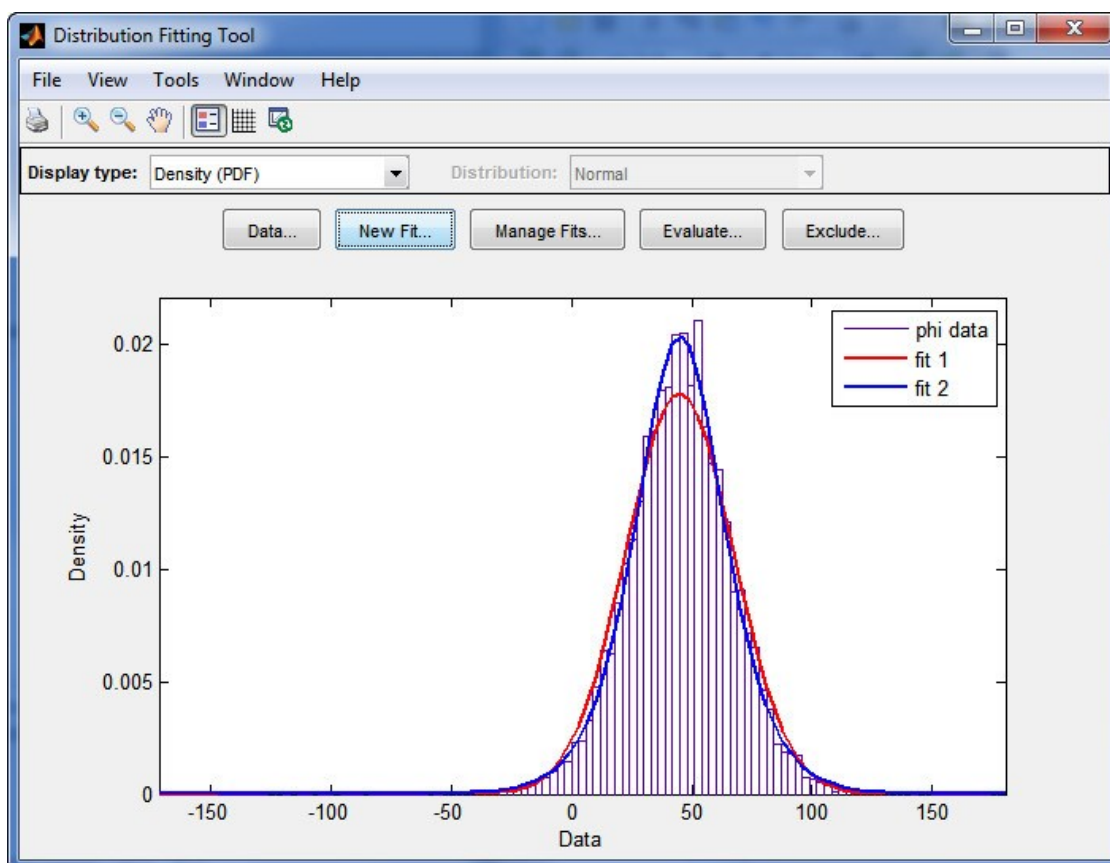 Distribution Fitting Tool
File View Tools Window Help
Display type: Density (PDF) Distribution: Normal
Data... New Fit... Manage Fits... Evaluate... Exclude...
phi data
fit 1
fit 2
0.02
0.015
0.01
0.005
0
Density
-150 -100 -50 0 50 100 150
Data